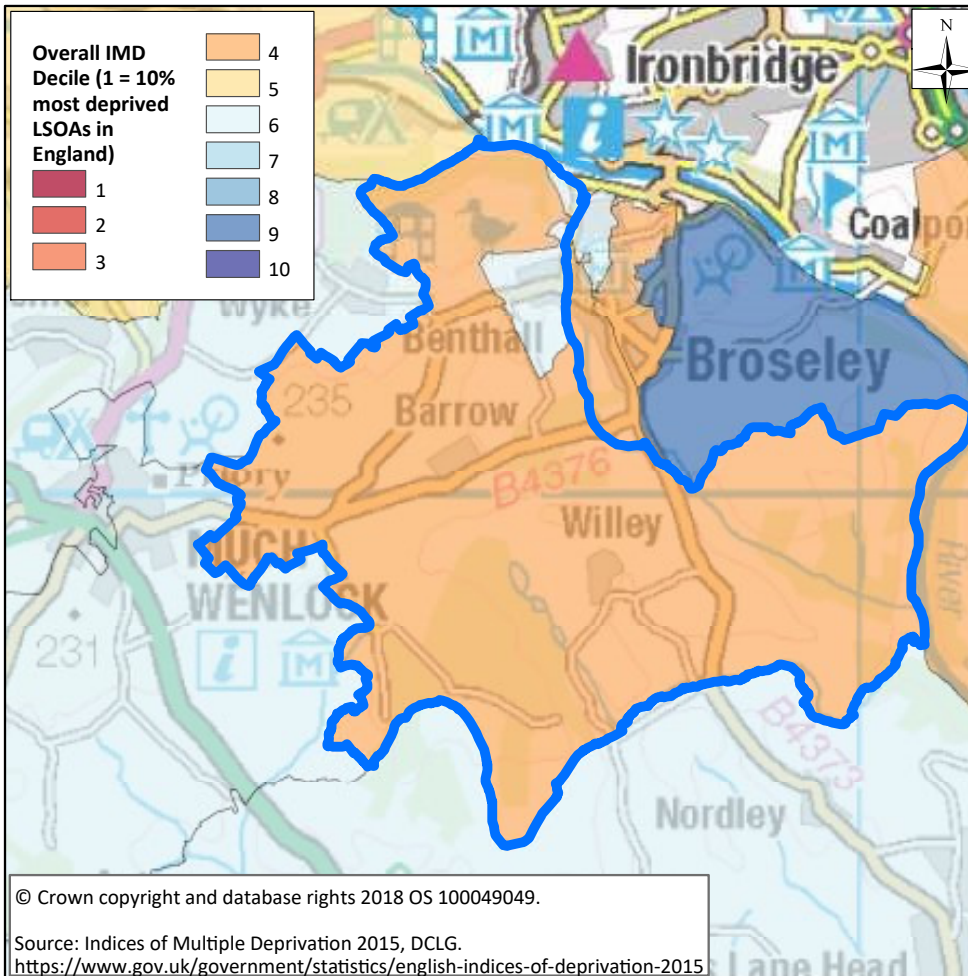 Overall IMD
Decile (1 = 10%
most deprived
LSOAs in
England)
1
2
3
4
5
6
7
8
9
10
N
Ironbridge
Wyke
Benthall
Broseley
235
Barrow
Priory
B4376
Willey
MUCH
WENLOCK
River
231
B4373
Nordley
Lane Head
© Crown copyright and database rights 2018 OS 100049049.
Source: Indices of Multiple Deprivation 2015, DCLG.
https://www.gov.uk/government/statistics/english-indices-of-deprivation-2015